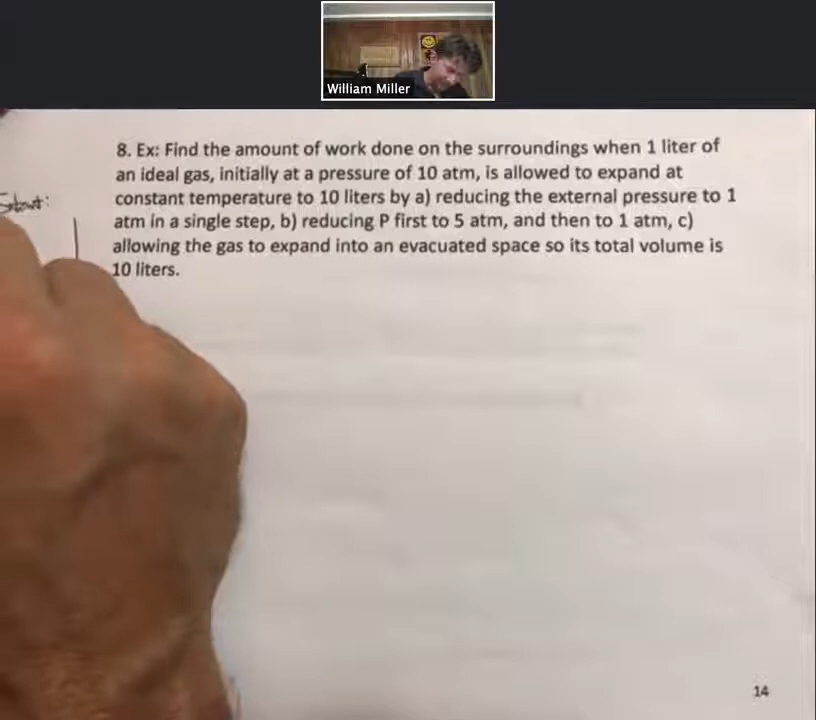 William Miller
8. Ex: Find the amount of work done on the surroundings when 1 liter of
an ideal gas, initially at a pressure of 10 atm, is allowed to expand at
Start:
constant temperature to 10 liters by a) reducing the external pressure to 1
atm in a single step, b) reducing P first to 5 atm, and then to 1 atm, c)
allowing the gas to expand into an evacuated space so its total volume is
10 liters.
14